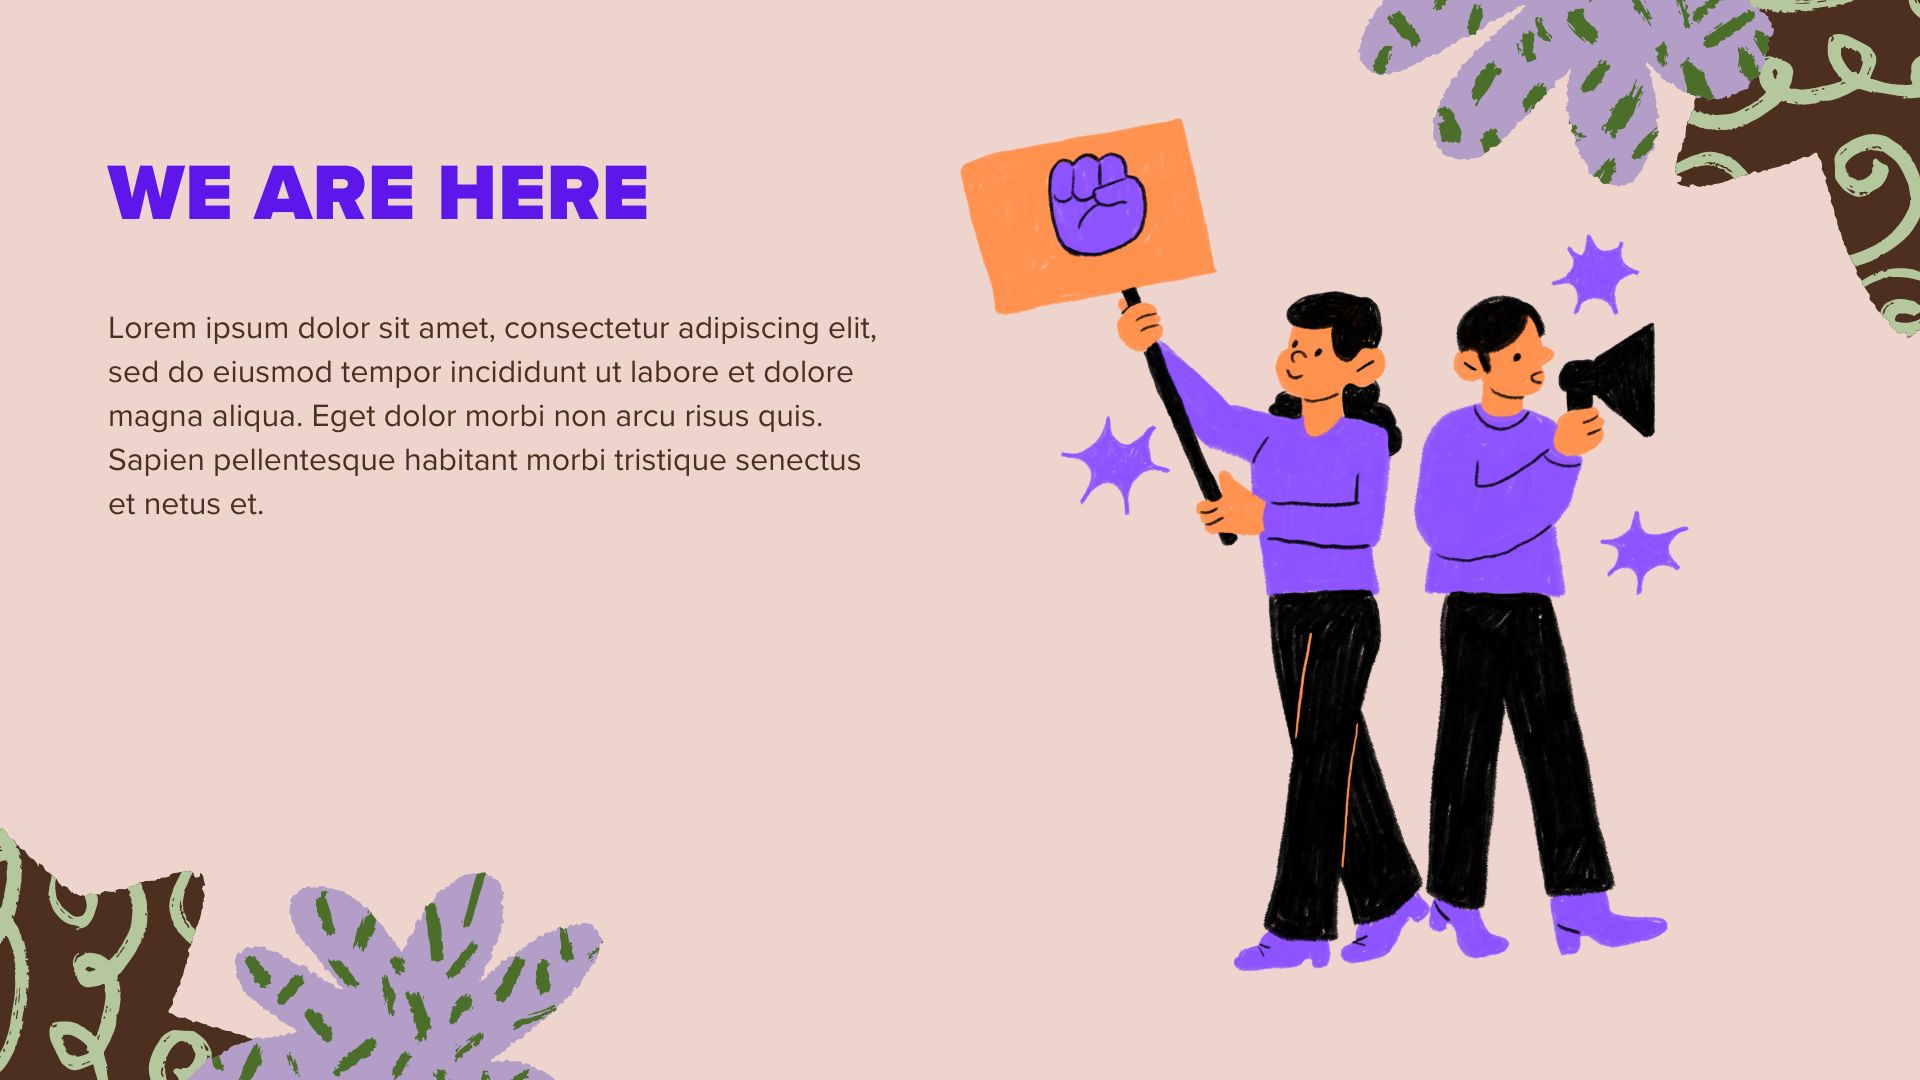 WE ARE HERE
Lorem ipsum dolor sit amet, consectetur adipiscing elit,
sed do eiusmod tempor incididunt ut labore et dolore
magna aliqua. Eget dolor morbi non arcu risus quis.
Sapien pellentesque habitant morbi tristique senectus
et netus et.